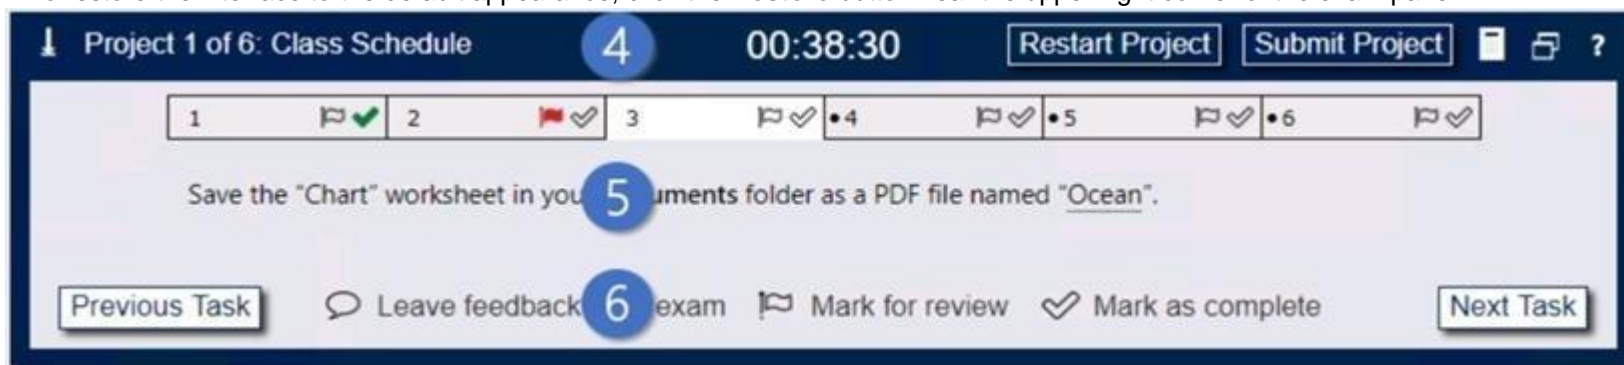 Project 1 of 6: Class Schedule 4 00:38:30 Restart Project Submit Project ?
1 2 3 •4 •5 •6
Save the "Chart" worksheet in you 5 uments folder as a PDF file named "Ocean".
Previous Task Leave feedback 6 exam Mark for review Mark as complete Next Task